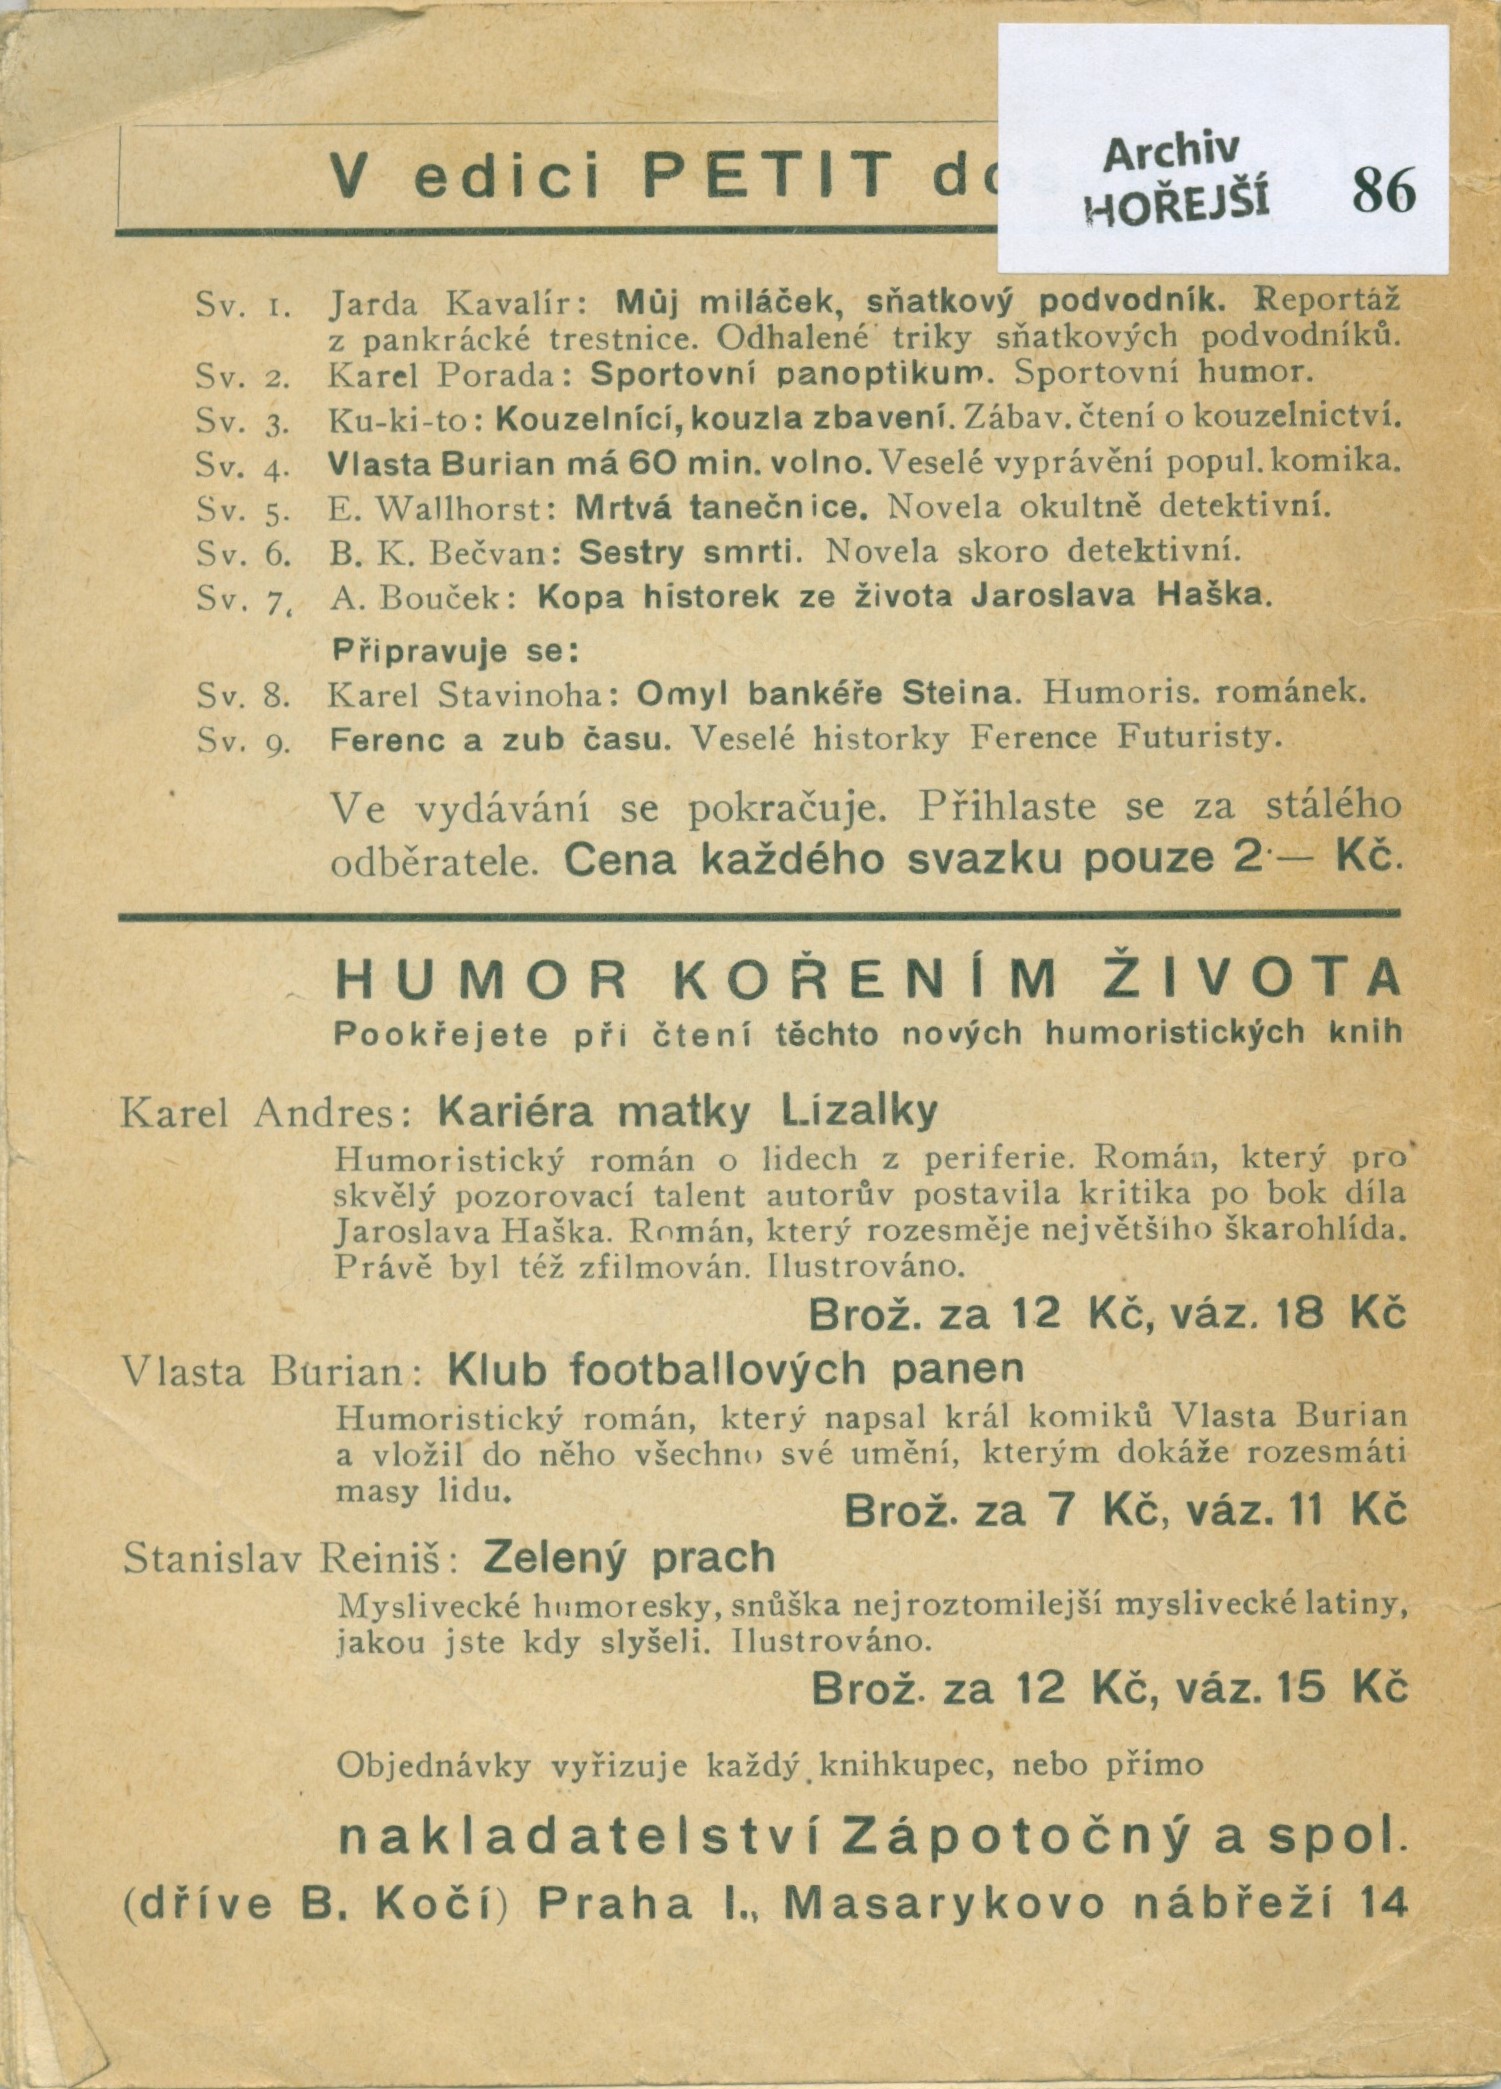 V edici PETIT
Archiv
HOŘEJŠÍ
86
Sv. 1. Jarda Kavalír: Můj miláček, sňatkový podvodník. Reportáž
z pankrácké trestnice. Odhalené triky sňatkových podvodníků.
Sv. 2. Karel Porada: Sportovní panoptikum. Sportovní humor.
Sv. 3. Ku-ki-to: Kouzelníci, kouzla zbavení. Zábav. čtení o kouzelnictví.
Sv. 4. Vlasta Burian má 60 min. volno. Veselé vyprávění popul. komika.
Sv. 5. E. Wallhorst: Mrtvá tanečnice. Novela okultně detektivní.
Sv. 6. B. K. Bečvan: Sestry smrti. Novela skoro detektivní.
Sv. 7. A. Bouček: Kopa historek ze života Jaroslava Haška.
Připravuje se:
Sv. 8. Karel Stavinoha: Omyl bankéře Steina. Humoris. románek.
Sv. 9. Ferenc a zub času. Veselé historky Ference Futuristy.
Ve vydávání se pokračuje. Přihlaste se za stálého
odběratele. Cena každého svazku pouze 2·— Kč.
HUMOR KOŘENÍM ŽIVOTA
Pookřejete při čtení těchto nových humoristických knih
Karel Andres: Kariéra matky Lízalky
Humoristický román o lidech z periferie. Román, který pro
skvělý pozorovací talent autorův postavila kritika po bok díla
Jaroslava Haška. Román, který rozesměje největšího škarohlída.
Právě byl též zfilmován. Ilustrováno.
Brož. za 12 Kč, váz. 18 Kč
Vlasta Burian: Klub footballových panen
Humoristický román, který napsal král komiků Vlasta Burian
a vložil do něho všechno své umění, kterým dokáže rozesmáti
masy lidu.
Brož. za 7 Kč, váz. 11 Kč
Stanislav Reiniš: Zelený prach
Myslivecké humoresky, snůška nejroztomilejší myslivecké latiny,
jakou jste kdy slyšeli. Ilustrováno.
Brož. za 12 Kč, váz. 15 Kč
Objednávky vyřizuje každý knihkupec, nebo přímo
nakladatelství Zápotočný a spol.
(dříve B. Kočí) Praha I., Masarykovo nábřeží 14